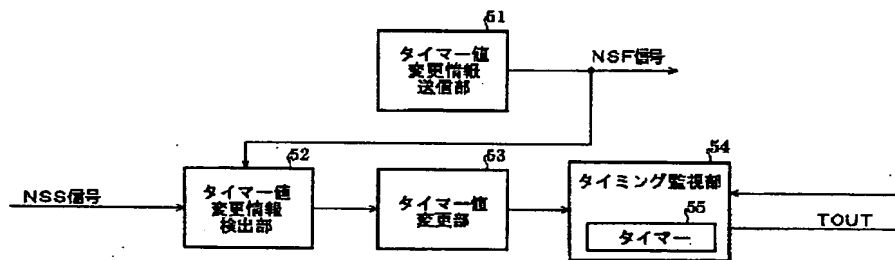 51
タイマー値
変更情報
送信部
NSF信号
52
53
54
NSS信号
タイマー値
変更情報
検出部
タイマー値
変更部
タイミング監視部
55
タイマー
TOUT